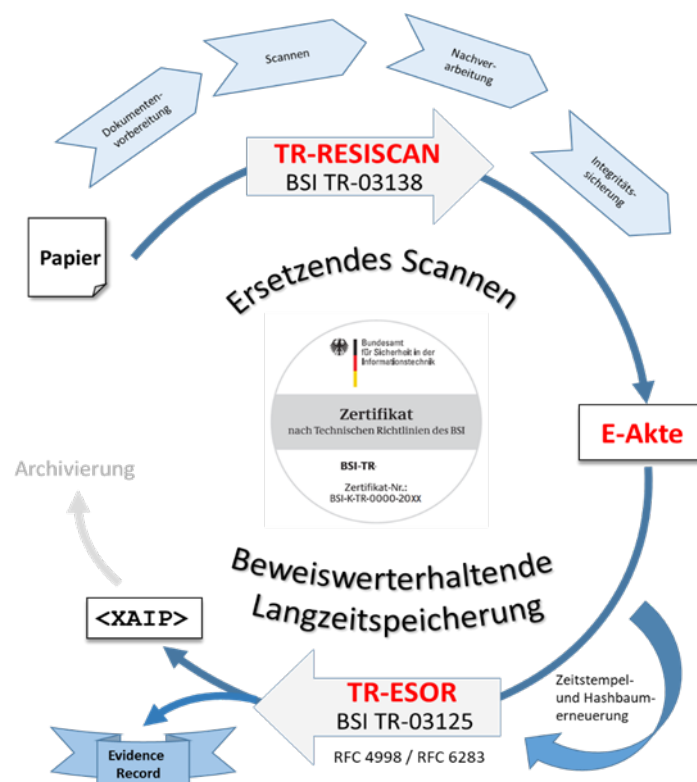 Dokumenten-
vorbereitung
Scannen
Nachver-
arbeitung
Integritäts-
sicherung
TR-RESISCAN
BSI TR-03138
Papier
Ersetzendes Scannen
Bundesamt
für Sicherheit in der
Informationstechnik
Zertifikat
nach Technischen Richtlinien des BSI
BSI-TR-
Zertifikat-Nr.:
BSI-K-TR-0000-20XX
E-Akte
Archivierung
Beweiswerterhaltende
Langzeitspeicherung
<XAIP>
TR-ESOR
BSI TR-03125
RFC 4998 / RFC 6283
Zeitstempel-
und Hashbaum-
erneuerung
Evidence
Record